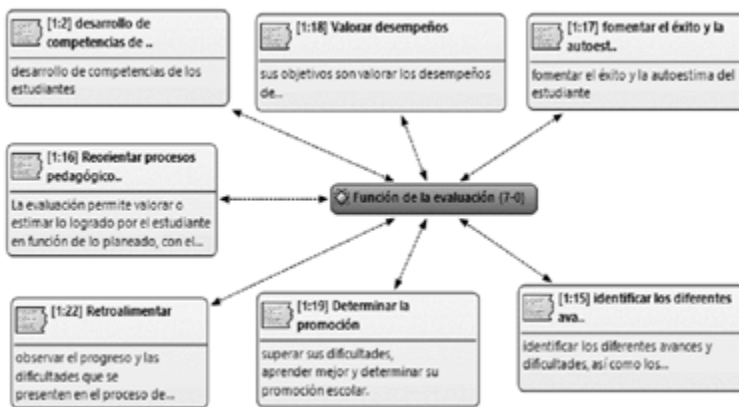 [1:2] desarrollo de
competencias de ..
desarrollo de competencias de los
estudiantes
[1:18] Valorar desempeños
sus objetivos son valorar los desempeños
de...
[1:17] fomentar el éxito y la
autoest..
fomentar el éxito y la autoestima del
estudiante
[1:16] Reorientar procesos
pedagógico..
La evaluación permite valorar o
estimar lo logrado por el estudiante
en función de lo planeado, con el...
Función de la evaluación {7-0}
[1:22] Retroalimentar
observar el progreso y las
dificultades que se
presenten en el proceso de...
[1:19] Determinar la
promoción
superar sus dificultades,
aprender mejor y determinar su
promoción escolar.
[1:15] identificar los diferentes
ava..
identificar los diferentes avances y
dificultades, así como los...